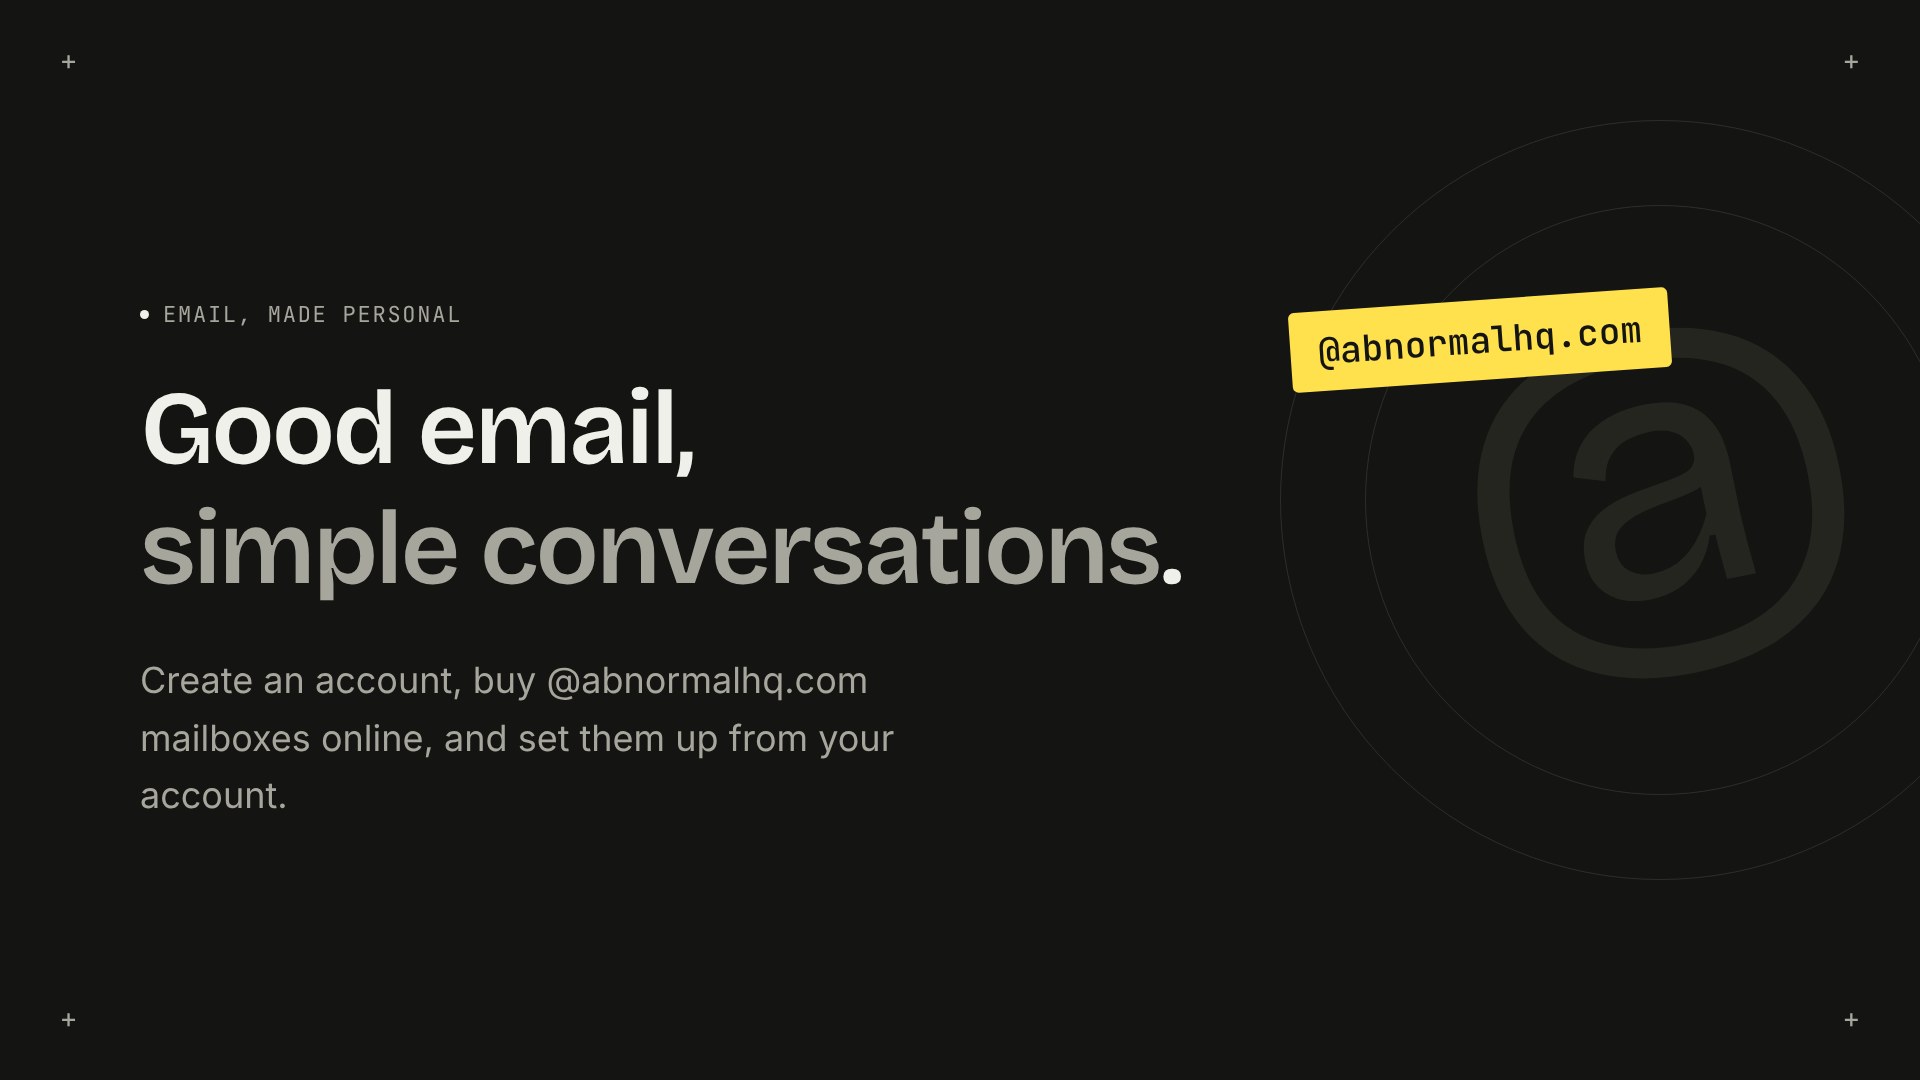 EMAIL, MADE PERSONAL
@abnormalhq.com
Good email,
simple conversations.
Create an account, buy @abnormalhq.com
mailboxes online, and set them up from your
account.
@